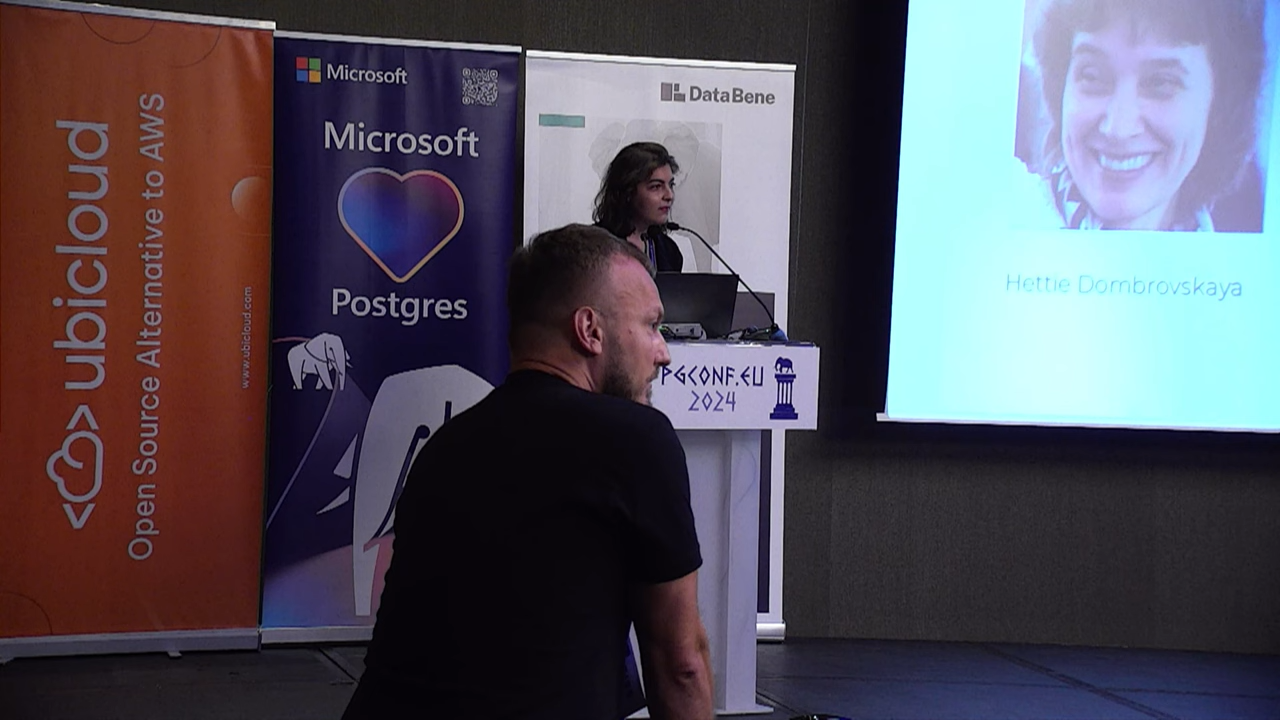 ubicloud
Open Source Alternative to AWS
www.ubicloud.com
Microsoft
Microsoft
Postgres
DataBene
PGCONF.EU
2024
Hettie Dombrovskaya